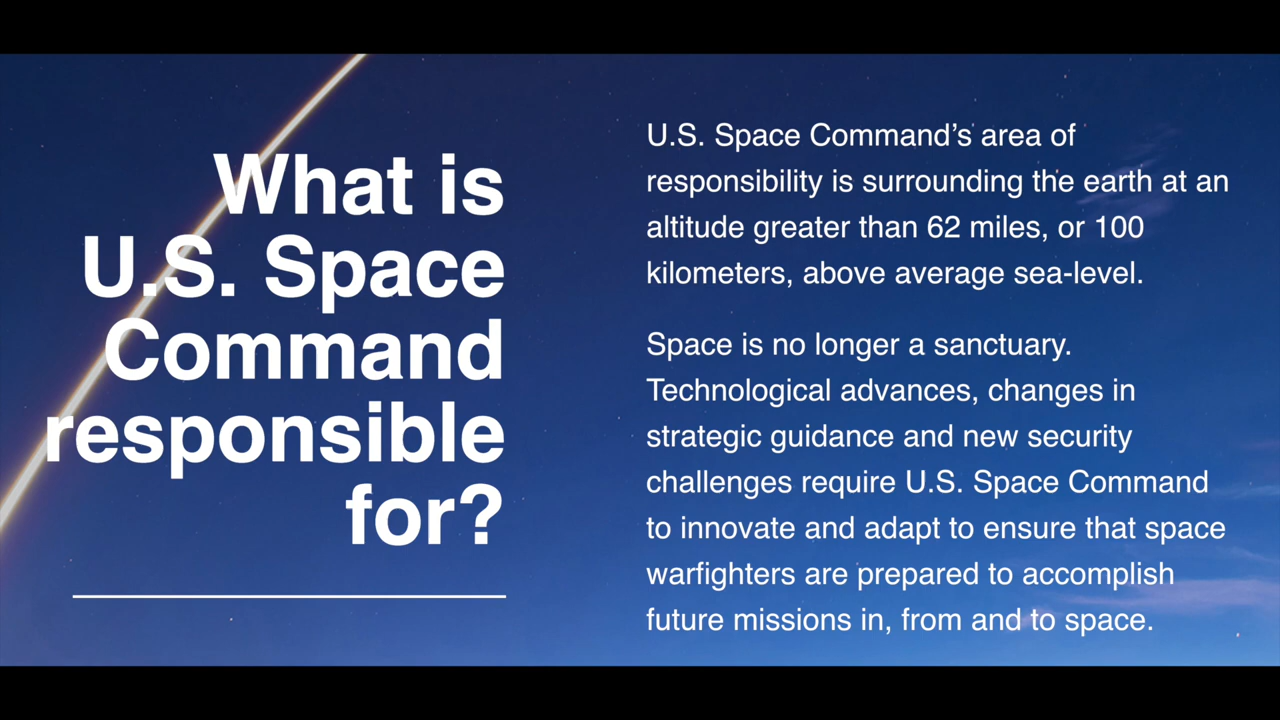 What is
U.S. Space
Command
responsible
for?
U.S. Space Command’s area of
responsibility is surrounding the earth at an
altitude greater than 62 miles, or 100
kilometers, above average sea-level.
Space is no longer a sanctuary.
Technological advances, changes in
strategic guidance and new security
challenges require U.S. Space Command
to innovate and adapt to ensure that space
warfighters are prepared to accomplish
future missions in, from and to space.